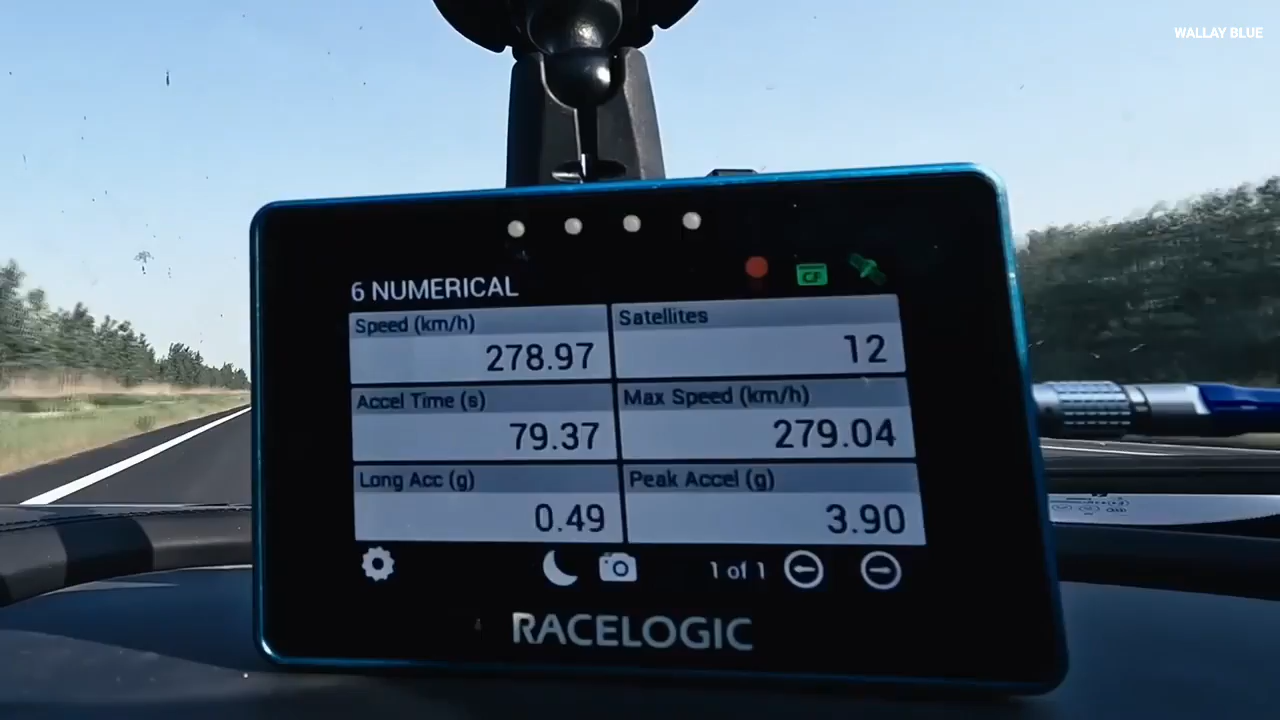 WALLAY BLUE
6 NUMERICAL
CF
Speed (km/h)
278.97
Satellites
12
Accel Time (s)
79.37
Max Speed (km/h)
279.04
Long Acc (g)
0.49
Peak Accel (g)
3.90
1 of 1
RACELOGIC